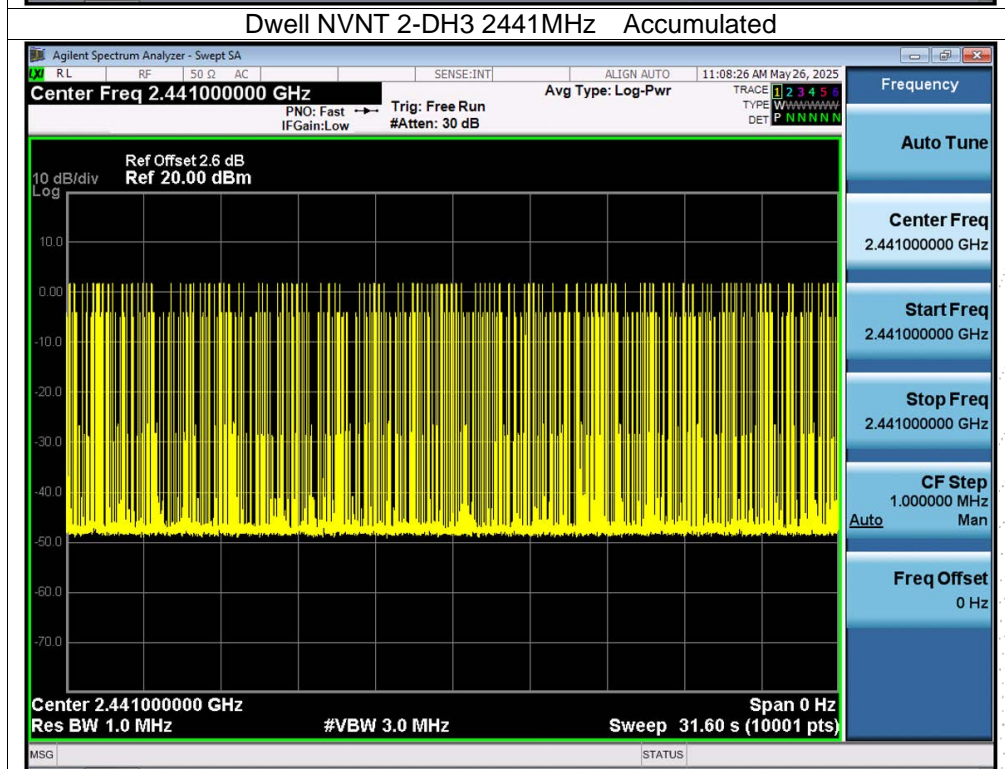 Dwell NVNT 2-DH3 2441MHz Accumulated
Agilent Spectrum Analyzer - Swept SA
LXI RL RF 50 Ω AC SENSE:INT ALIGN AUTO 11:08:26 AM May 26, 2025
Center Freq 2.441000000 GHz
PNO: Fast
IFGain:Low
Trig: Free Run
#Atten: 30 dB
Avg Type: Log-Pwr
TRACE 1 2 3 4 5 6
TYPE WWWWWWW
DET P N N N N N
Ref Offset 2.6 dB
10 dB/div Ref 20.00 dBm
Log
10.0
0.00
-10.0
-20.0
-30.0
-40.0
-50.0
-60.0
-70.0
Center 2.441000000 GHz Span 0 Hz
Res BW 1.0 MHz #VBW 3.0 MHz Sweep 31.60 s (10001 pts)
MSG STATUS
Frequency
Auto Tune
Center Freq
2.441000000 GHz
Start Freq
2.441000000 GHz
Stop Freq
2.441000000 GHz
CF Step
1.000000 MHz
Auto Man
Freq Offset
0 Hz